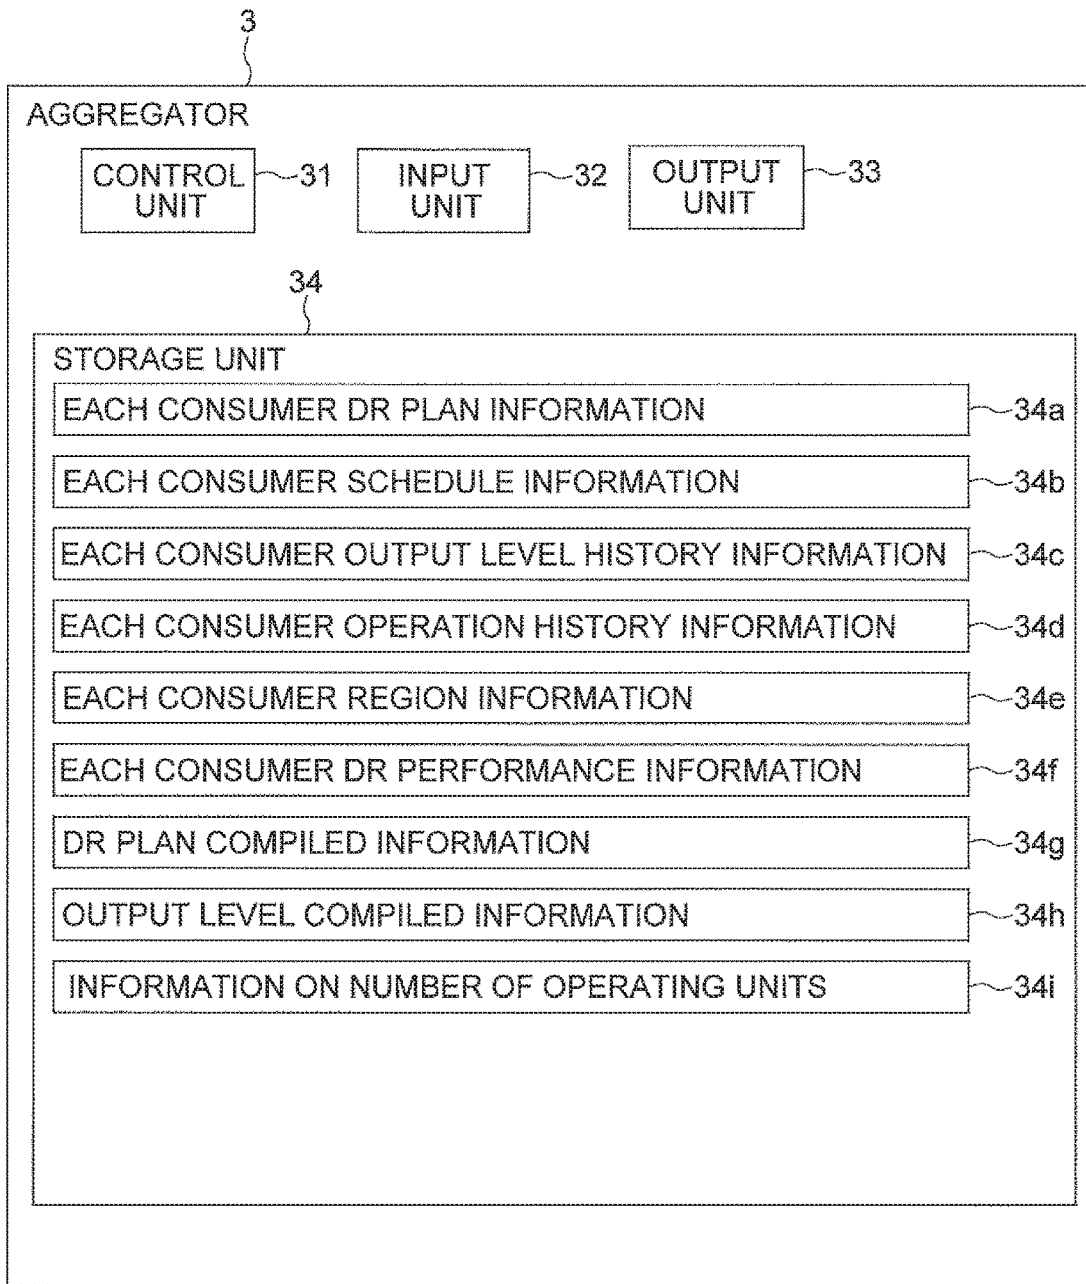 3
AGGREGATOR
CONTROL
UNIT
31
INPUT
UNIT
32
OUTPUT
UNIT
33
34
STORAGE UNIT
EACH CONSUMER DR PLAN INFORMATION
34a
EACH CONSUMER SCHEDULE INFORMATION
34b
EACH CONSUMER OUTPUT LEVEL HISTORY INFORMATION
34c
EACH CONSUMER OPERATION HISTORY INFORMATION
34d
EACH CONSUMER REGION INFORMATION
34e
EACH CONSUMER DR PERFORMANCE INFORMATION
34f
DR PLAN COMPILED INFORMATION
34g
OUTPUT LEVEL COMPILED INFORMATION
34h
INFORMATION ON NUMBER OF OPERATING UNITS
34i